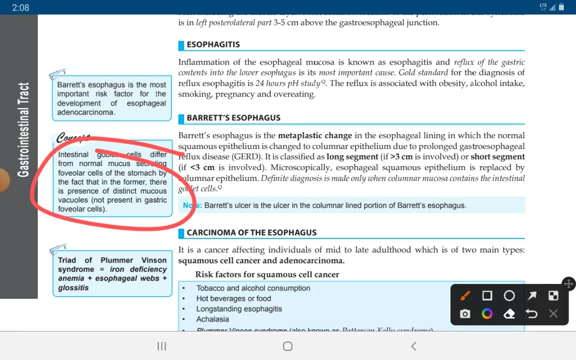 2:08
LTE
is in left posterolateral part 3-5 cm above the gastroesophageal junction.
ESOPHAGITIS
Inflammation of the esophageal mucosa is known as esophagitis and reflux of the gastric
contents into the lower esophagus is its most important cause. Gold standard for the diagnosis
of reflux esophagitis is 24 hours pH studyQ. The reflux is associated with obesity, alcohol intake,
smoking, pregnancy and overeating.
Barrett's esophagus is the most
important risk factor for the
development of esophageal
adenocarcinoma.
BARRETT'S ESOPHAGUS
Barrett's esophagus is the metaplastic change in the esophageal lining in which the normal
squamous epithelium is changed to columnar epithelium due to prolonged gastroesophageal
reflux disease (GERD). It is classified as long segment (if >3 cm is involved) or short segment
(if <3 cm is involved). Microscopically, esophageal squamous epithelium is replaced by
columnar epithelium. Definite diagnosis is made only when columnar mucosa contains the intestinal
goblet cells.Q
Note: Barrett's ulcer is the ulcer in the columnar lined portion of Barrett's esophagus.
Concept
Intestinal goblet cells differ
from normal mucus secreting
foveolar cells of the stomach by
the fact that in the former, there
is presence of distinct mucous
vacuoles (not present in gastric
foveolar cells).
Gastrointestinal Tract
CARCINOMA OF THE ESOPHAGUS
It is a cancer affecting individuals of mid to late adulthood which is of two main types:
squamous cell cancer and adenocarcinoma.
Triad of Plummer Vinson
syndrome = iron deficiency
anemia + esophageal webs +
glossitis
Risk factors for squamous cell cancer
• Tobacco and alcohol consumption
• Hot beverages or food
• Longstanding esophagitis
• Achalasia
• Plummer Vinson syndrome (also known as Patterson Kelly syndrome)